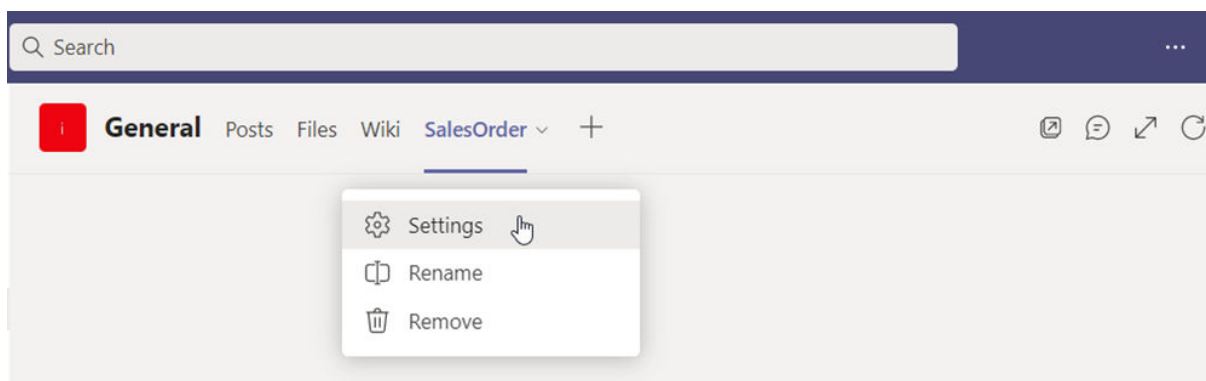 Search
i General Posts Files Wiki SalesOrder
Settings
Rename
Remove